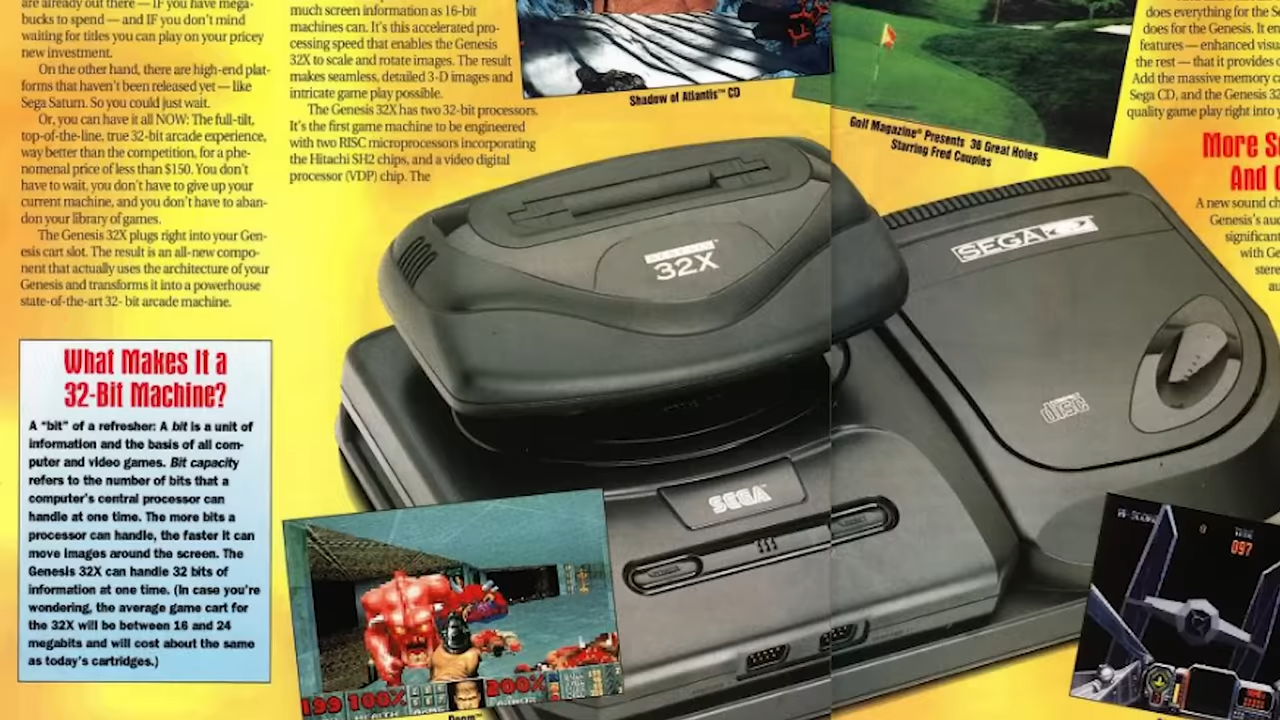 are already out there — IF you have mega-
bucks to spend — and IF you don't mind
waiting for titles you can play on your pricey
new investment.
On the other hand, there are high-end plat-
forms that haven't been released yet — like
Sega Saturn. So you could just wait.
Or, you can have it all NOW: The full-tilt,
top-of-the-line, true 32-bit arcade experience,
way better than the competition, for a phe-
nomenal price of less than $150. You don't
have to wait, you don't have to give up your
current machine, and you don't have to aban-
don your library of games.
The Genesis 32X plugs right into your Gen-
esis cart slot. The result is an all-new compo-
nent that actually uses the architecture of your
Genesis and transforms it into a powerhouse
state-of-the-art 32- bit arcade machine.
What Makes It a
32-Bit Machine?
A "bit" of a refresher: A bit is a unit of
information and the basis of all com-
puter and video games. Bit capacity
refers to the number of bits that a
computer's central processor can
handle at one time. The more bits a
processor can handle, the faster it can
move images around the screen. The
Genesis 32X can handle 32 bits of
information at one time. (In case you're
wondering, the average game cart for
the 32X will be between 16 and 24
megabits and will cost about the same
as today's cartridges.)
much screen information as 16-bit
machines can. It's this accelerated pro-
cessing speed that enables the Genesis
32X to scale and rotate images. The result
makes seamless, detailed 3-D images and
intricate game play possible.
The Genesis 32X has two 32-bit processors.
It's the first game machine to be engineered
with two RISC microprocessors incorporating
the Hitachi SH2 chips, and a video digital
processor (VDP) chip. The
Shadow of Atlantis™ CD
Golf Magazine® Presents 36 Great Holes
Starring Fred Couples
does everything for the Se
does for the Genesis. It en
features — enhanced visu
the rest — that it provides o
Add the massive memory c
Sega CD, and the Genesis 32
quality game play right into y
More S
And
A new sound ch
Genesis's au
significant
with Ge
stere
au
GENESIS™
32X
SEGA CD
disc
SEGA™
199 100% 200%
HEALTH
Doom™
097